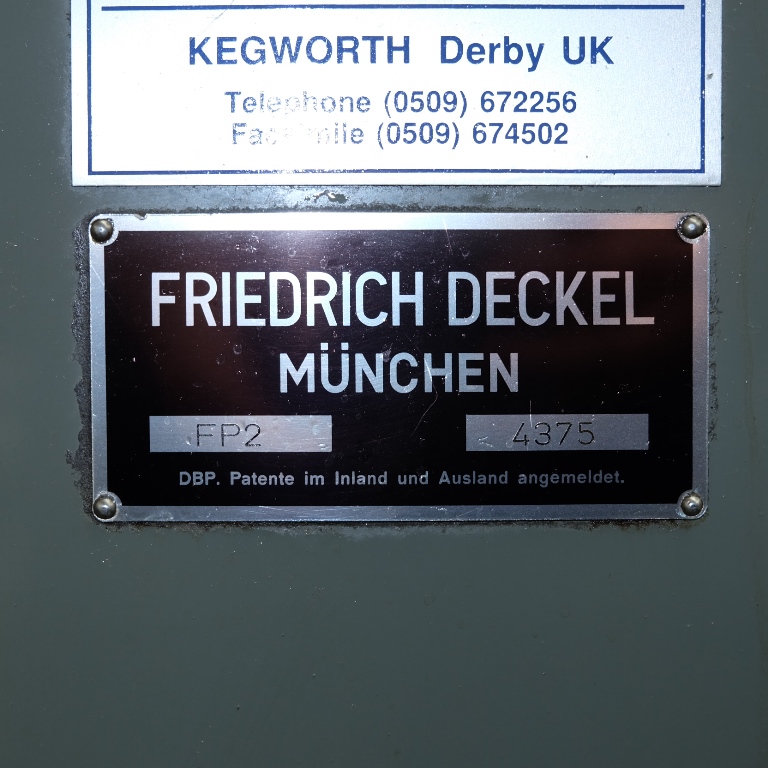 KEGWORTH Derby UK
Telephone (0509) 672256
Facsimile (0509) 674502
FRIEDRICH DECKEL
MÜNCHEN
FP2 4375
DBP. Patente im Inland und Ausland angemeldet.